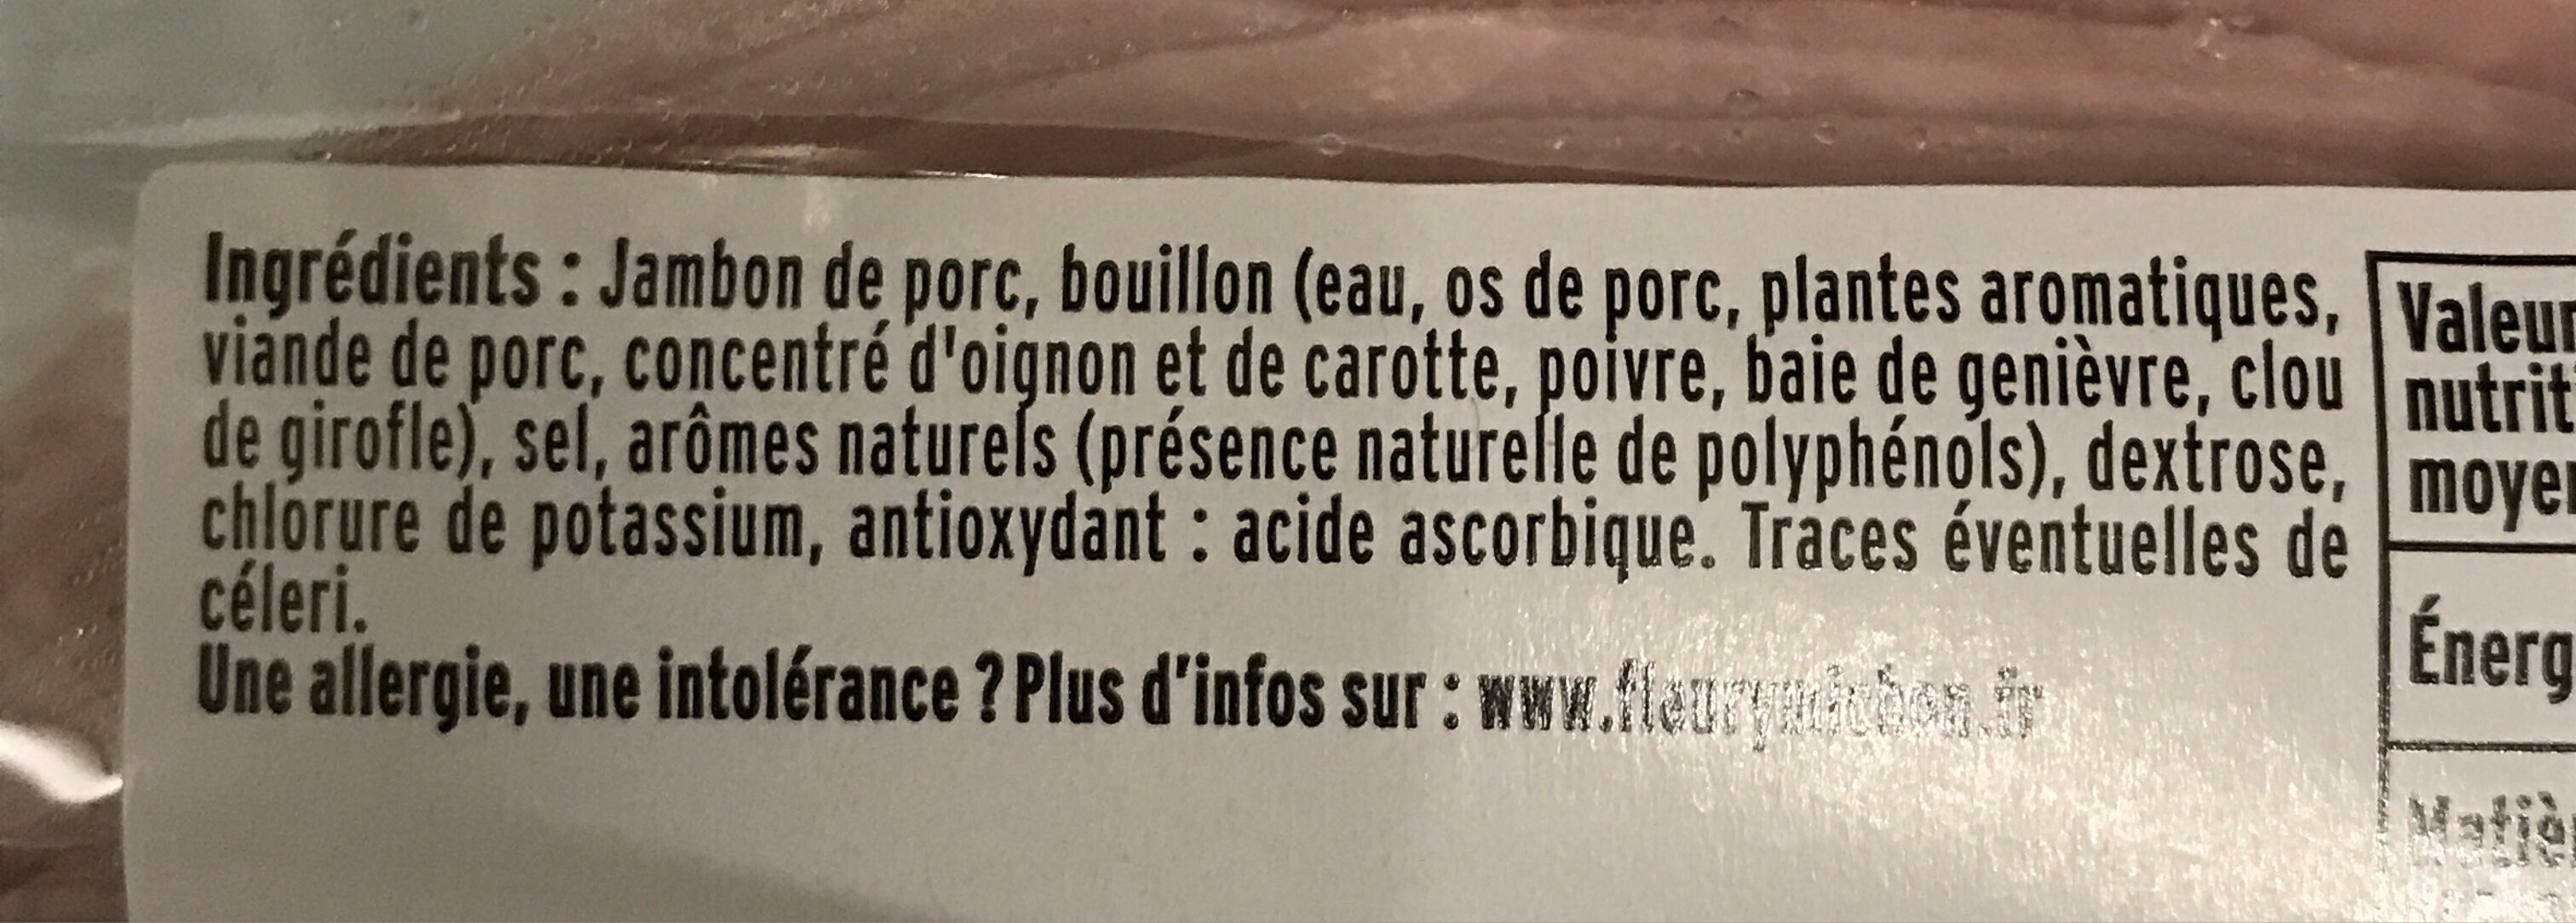 Ingrédients : Jambon de porc, bouillon (eau, os de porc, plantes aromatiques,
viande de porc, concentré d'oignon et de carotte, poivre, baie de genièvre, clou
de girofle), sel, arômes naturels (présence naturelle de polyphénols), dextrose,
chlorure de potassium, antioxydant : acide ascorbique. Traces éventuelles de
céleri.
Une allergie, une intolérance ? Plus d'infos sur : www.fleurymichon.fr
Valeur
nutrit
moye
Énerg
Matiè